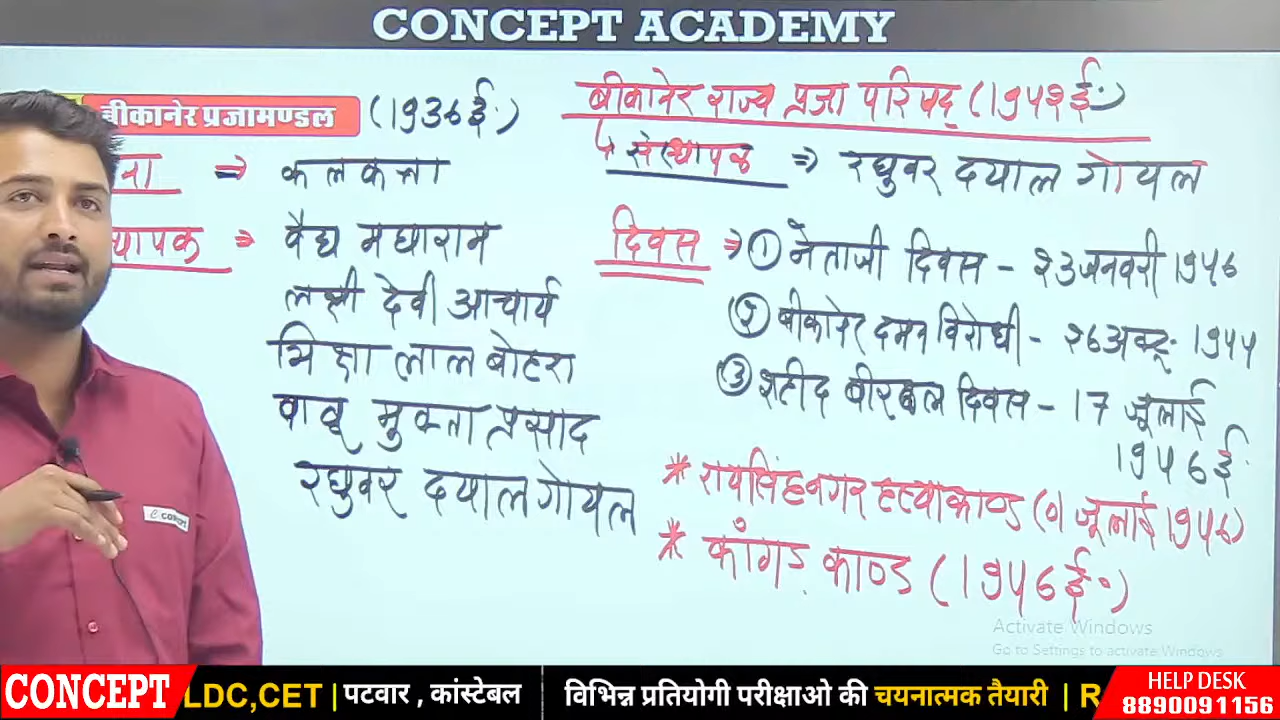 CONCEPT ACADEMY
बीकानेर प्रजामण्डल (1936ई.)
⇒ कलकत्ता
थापक ⇒ वैद्य मघाराम
लक्ष्मी देवी आचार्य
भिक्षा लाल बोहरा
बाबू मुक्ता प्रसाद
रघुवर दयाल गोयल
बीकानेर राज्य प्रजा परिषद् (1942ई.)
↳ संस्थापक ⇒ रघुवर दयाल गोयल
दिवस ⇒ ① नेताजी दिवस - 23 जनवरी 1946
② बीकानेर दमन विरोधी - 26 अक्टू. 1944
③ शहीद बीरबल दिवस - 17 जूलाई
1946ई.
* रायसिंहनगर हत्याकाण्ड (01 जूलाई 1946)
* कांगड़ काण्ड (1946ई.)
Activate Windows
Go to Settings to activate Windows.
CONCEPT LDC,CET | पटवार , कांस्टेबल | विभिन्न प्रतियोगी परीक्षाओ की चयनात्मक तैयारी | R
HELP DESK
8890091156